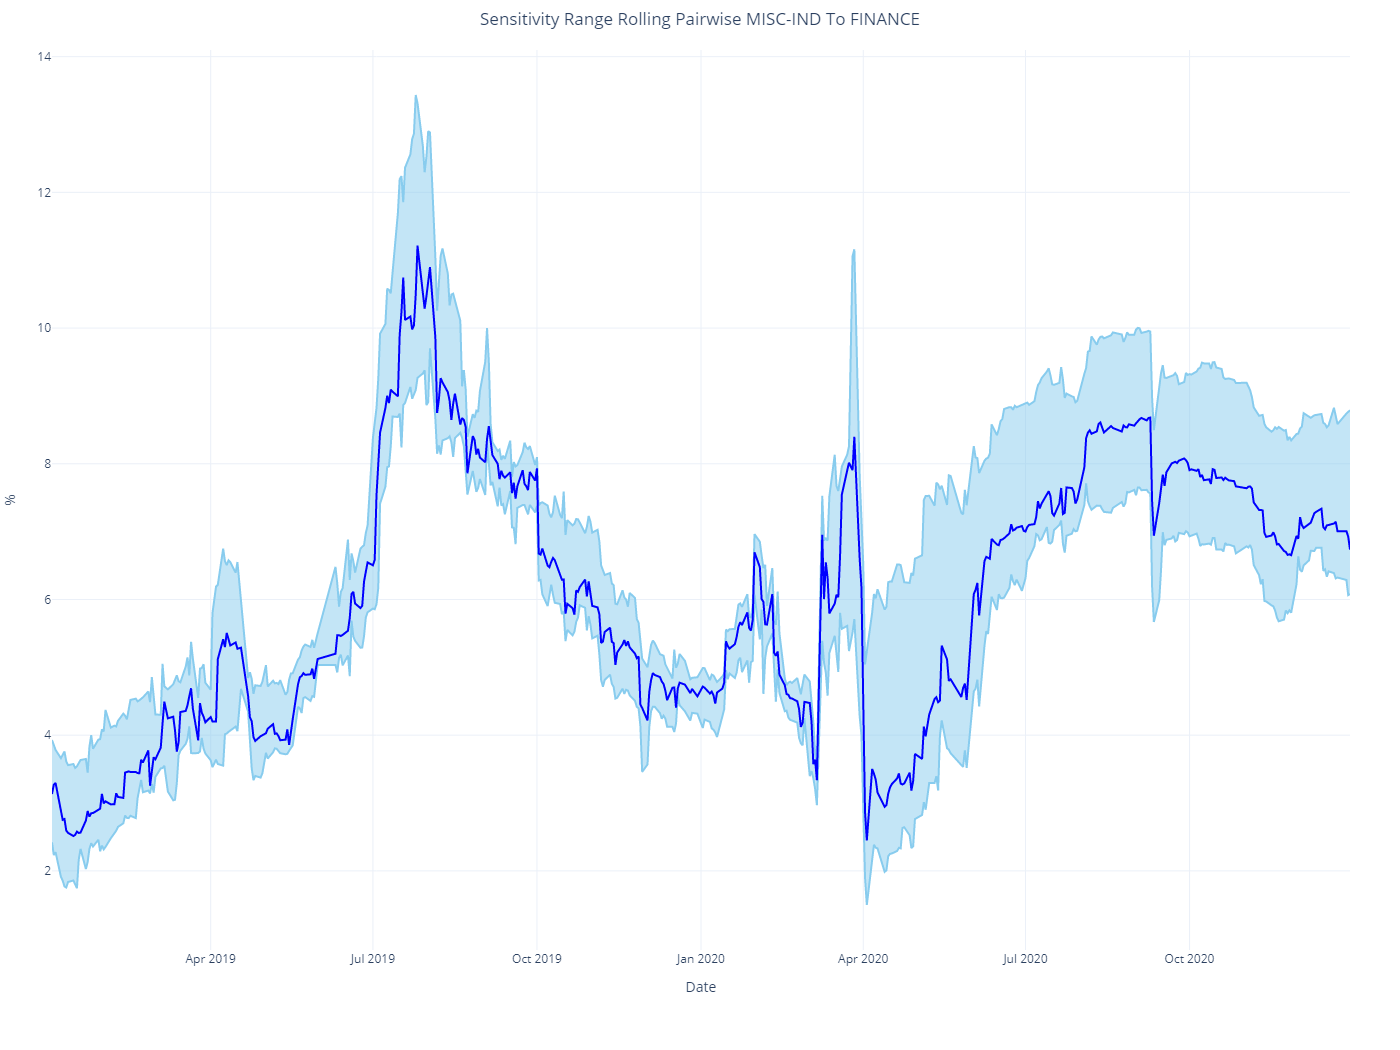 Sensitivity Range Rolling Pairwise MISC-IND To FINANCE
14
12
10
8
6
4
2
%
Apr 2019
Jul 2019
Oct 2019
Jan 2020
Apr 2020
Jul 2020
Oct 2020
Date